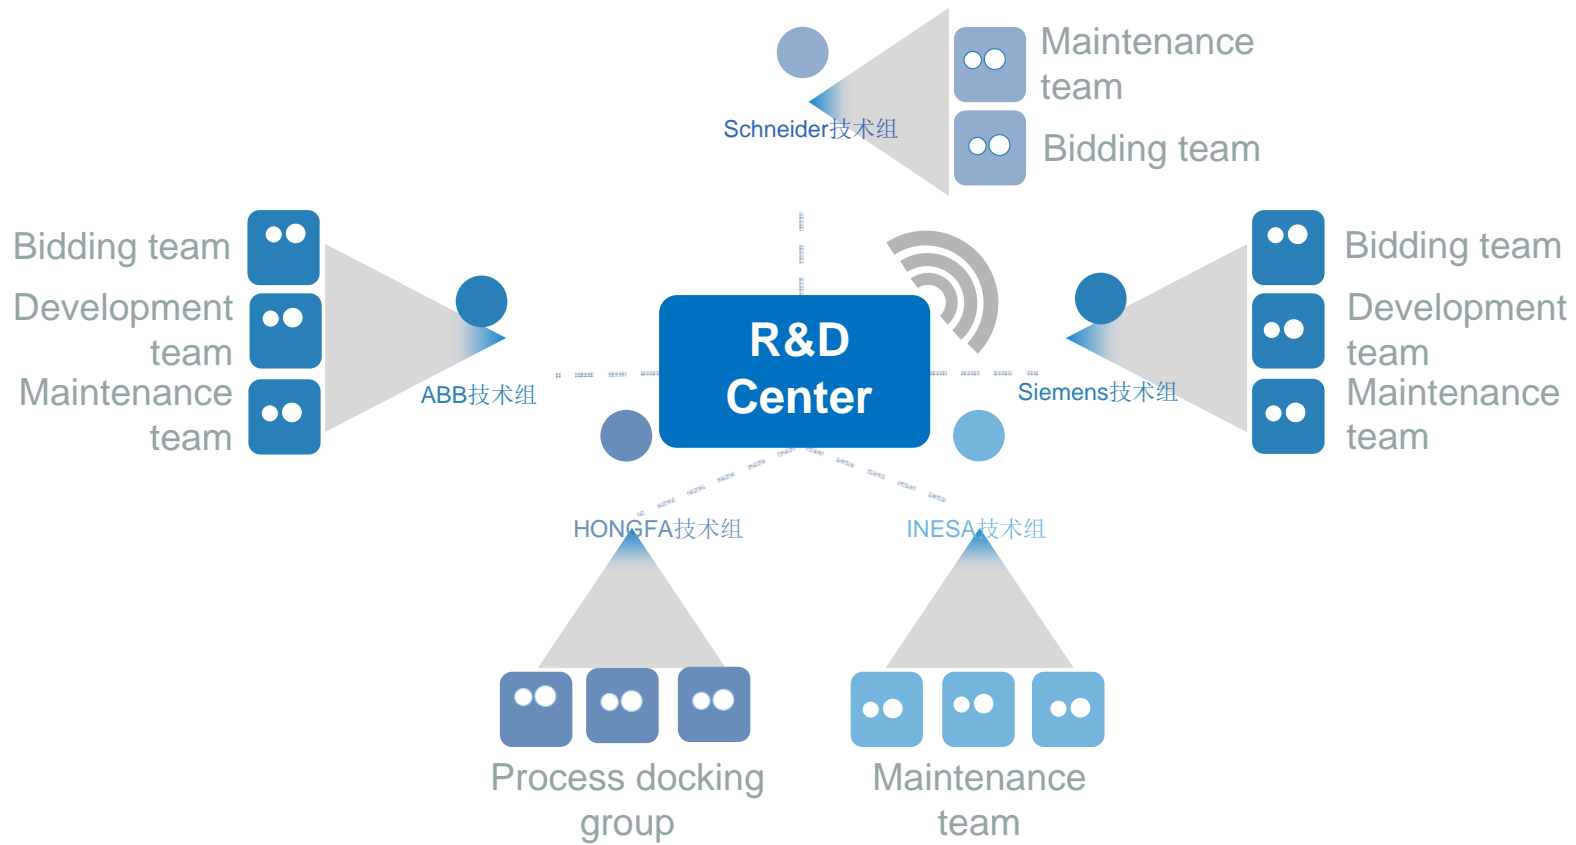 Maintenance
team
Schneider技术组
Bidding team
Bidding team
Development
team
Maintenance
team
ABB技术组
R&D
Center
Siemens技术组
Bidding team
Development
team
Maintenance
team
HONGFA技术组
INESA技术组
Process docking
group
Maintenance
team